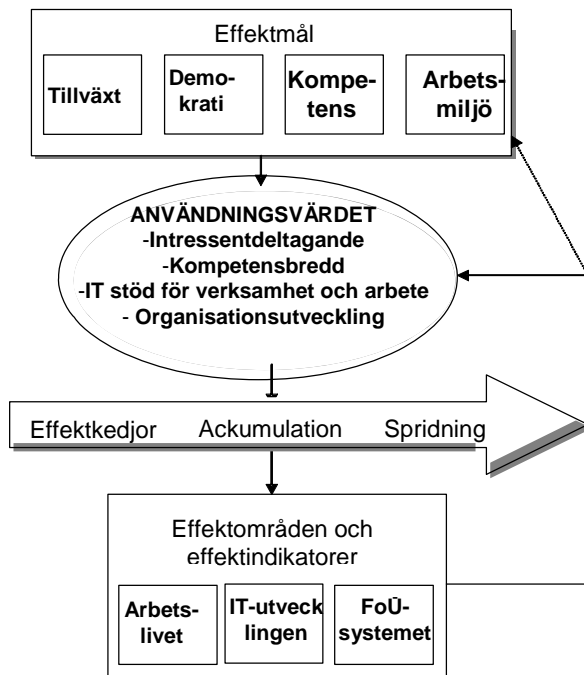 Effektmål
Tillväxt
Demo-
krati
Kompe-
tens
Arbets-
miljö
ANVÄNDNINGSVÄRDET
-Intressentdeltagande
-Kompetensbredd
-IT stöd för verksamhet och arbete
- Organisationsutveckling
Effektkedjor Ackumulation Spridning
Effektområden och
effektindikatorer
Arbets-
livet
IT-utveck
lingen
FoU-
systemet